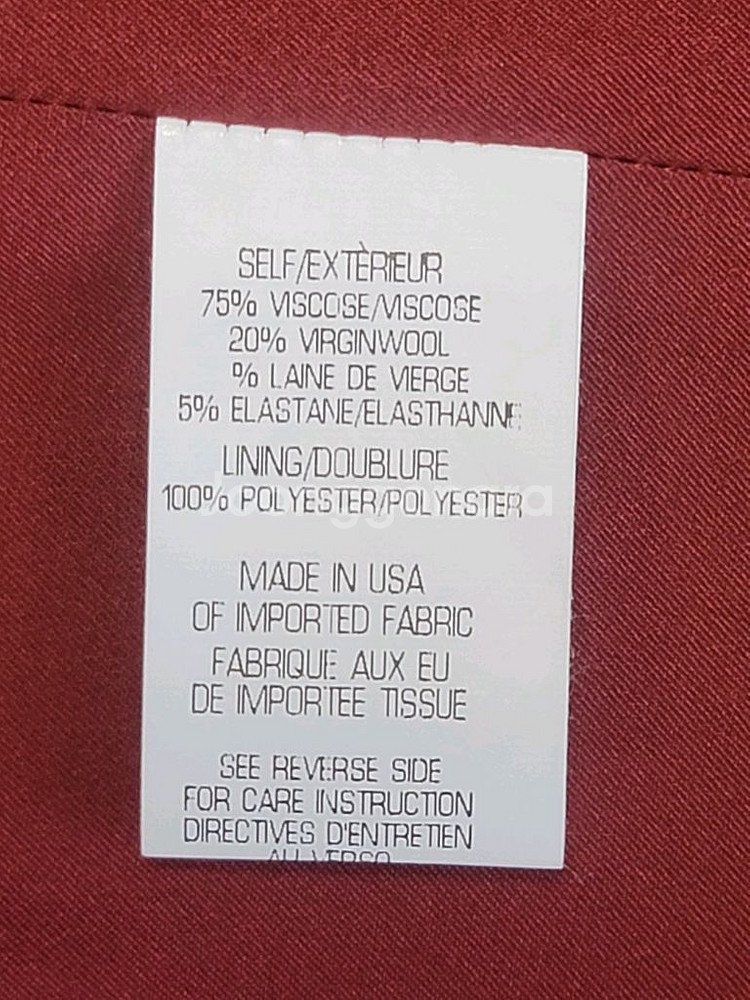 SELF/EXTÈRIEUR
75% VISCOSE/VISCOSE
20% VIRGINWOOL
% LAINE DE VIERGE
5% ELASTANE/ELASTHANNE
LINING/DOUBLURE
100% POLYESTER/POLYESTER
MADE IN USA
OF IMPORTED FABRIC
FABRIQUE AUX EU
DE IMPORTEE TISSUE
SEE REVERSE SIDE
FOR CARE INSTRUCTION
DIRECTIVES D'ENTRETIEN
AU VERSO